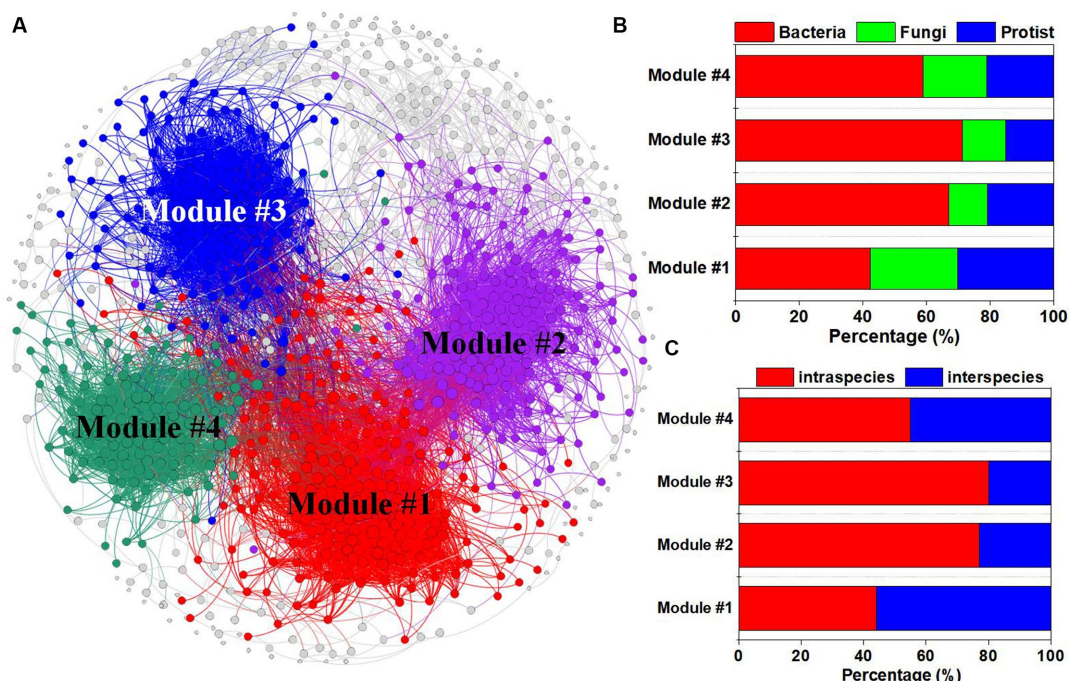 A
Module #3
Module #2
Module #4
Module #1
B
Bacteria Fungi Protist
Module #4
Module #3
Module #2
Module #1
0 20 40 60 80 100
Percentage (%)
C
intraspecies interspecies
Module #4
Module #3
Module #2
Module #1
0 20 40 60 80 100
Percentage (%)